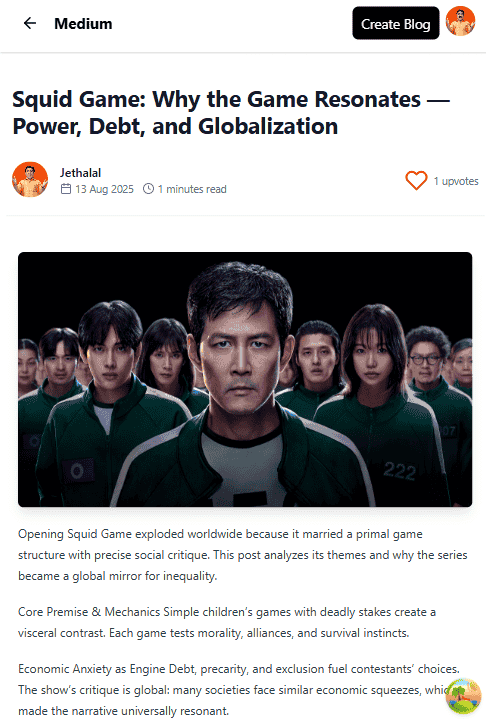 Medium
Create Blog
Squid Game: Why the Game Resonates —
Power, Debt, and Globalization
Jethalal
13 Aug 2025
1 minutes read
1 upvotes
222
07
Opening Squid Game exploded worldwide because it married a primal game
structure with precise social critique. This post analyzes its themes and why the series
became a global mirror for inequality.
Core Premise & Mechanics Simple children's games with deadly stakes create a
visceral contrast. Each game tests morality, alliances, and survival instincts.
Economic Anxiety as Engine Debt, precarity, and exclusion fuel contestants' choices.
The show's critique is global: many societies face similar economic squeezes,
made the narrative universally resonant.